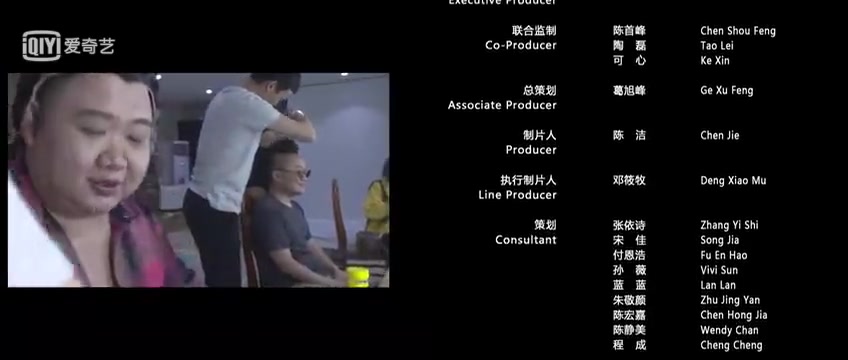 Executive Producer
iQIYI 爱奇艺
联合监制 陈首峰 Chen Shou Feng
Co-Producer 陶 磊 Tao Lei
可 心 Ke Xin
总策划 葛旭峰 Ge Xu Feng
Associate Producer
制片人 陈 洁 Chen Jie
Producer
执行制片人 邓筱牧 Deng Xiao Mu
Line Producer
策划 张依诗 Zhang Yi Shi
Consultant 宋 佳 Song Jia
付恩浩 Fu En Hao
孙 薇 Vivi Sun
蓝 蓝 Lan Lan
朱敬颜 Zhu Jing Yan
陈宏嘉 Chen Hong Jia
陈静美 Wendy Chan
程 成 Cheng Cheng